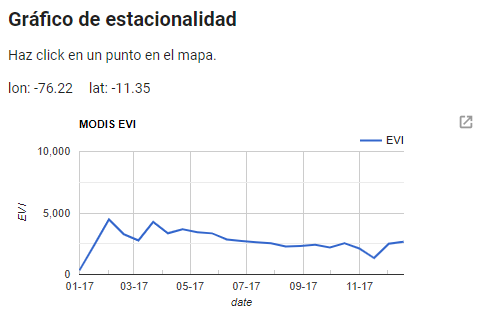 Gráfico de estacionalidad
Haz click en un punto en el mapa.
lon: -76.22 lat: -11.35
MODIS EVI
EVI
10,000
5,000
0
EVI
01-17 03-17 05-17 07-17 09-17 11-17
date